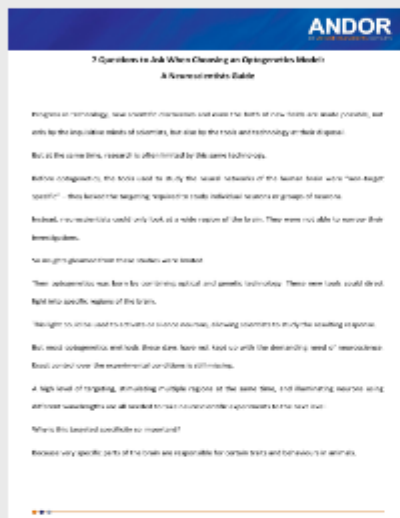 ANDOR
7 Questions to Ask When Choosing an Optogenetics Model:
A Neuroscientists Guide
Progress in technology, new scientific discoveries and even the birth of new fields are made possible, not
only by the inquisitive minds of scientists, but also by the tools and technology at their disposal.
But at the same time, research is often limited by this same technology.
Before optogenetics, the tools used to study the neural networks of the human brain were "non-target
specific" – they lacked the targeting required to study individual neurons or groups of neurons.
Instead, neuroscientists could only look at a wide region of the brain. They were not able to narrow their
investigations.
So insights gleaned from these studies were limited.
Then optogenetics was born by combining optical and genetic technology. These new tools could direct
light into specific regions of the brain.
This light could be used to activate or silence neurons, allowing scientists to study the resulting response.
But most optogenetics methods these days have not kept up with the demanding need of neuroscience.
Exact control over the experimental conditions is still missing.
A high level of targeting, stimulating multiple regions at the same time, and illuminating neurons using
different wavelengths are all needed to take neuroscientific experiments to the next level.
Why is this targeted specificity so important?
Because very specific parts of the brain are responsible for certain traits and behaviours in animals.